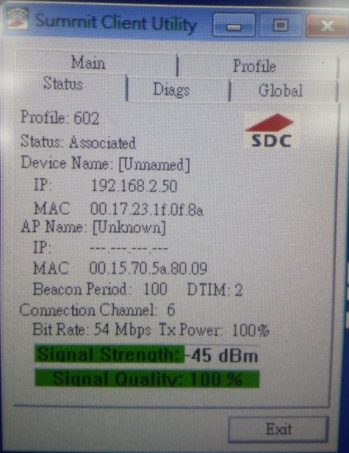 Summit Client Utility
Main
Profile
Status
Diags
Global
Profile: 602
SDC
Status: Associated
Device Name: [Unnamed]
IP: 192.168.2.50
MAC 00.17.23.1f.0f.8a
AP Name: [Unknown]
IP: ---.---.---.---
MAC 00.15.70.5a.80.09
Beacon Period: 100 DTIM: 2
Connection Channel: 6
Bit Rate: 54 Mbps Tx Power: 100%
Signal Strength: -45 dBm
Signal Quality: 100 %
Exit